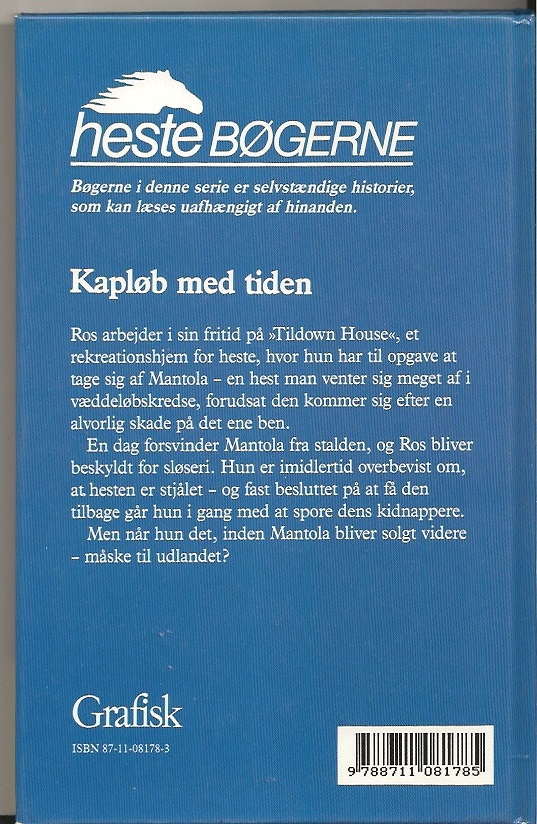 heste BØGERNE
Bøgerne i denne serie er selvstændige historier,
som kan læses uafhængigt af hinanden.
Kapløb med tiden
Ros arbejder i sin fritid på »Tildown House«, et
rekreationshjem for heste, hvor hun har til opgave at
tage sig af Mantola – en hest man venter sig meget af i
væddeløbskredse, forudsat den kommer sig efter en
alvorlig skade på det ene ben.
En dag forsvinder Mantola fra stalden, og Ros bliver
beskyldt for sløseri. Hun er imidlertid overbevist om,
at hesten er stjålet – og fast besluttet på at få den
tilbage går hun i gang med at spore dens kidnappere.
Men når hun det, inden Mantola bliver solgt videre
– måske til udlandet?
Grafisk
ISBN 87-11-08178-3
9 788711 081785